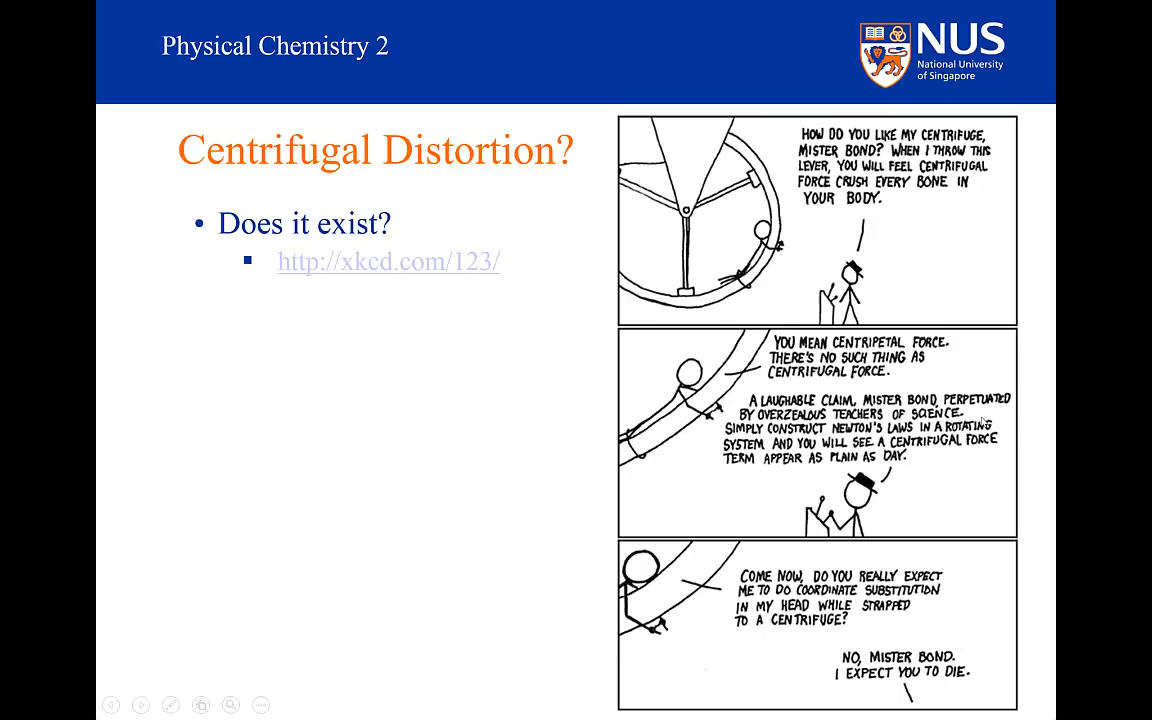 Physical Chemistry 2
NUS
National University
of Singapore
Centrifugal Distortion?
• Does it exist?
▪ http://xkcd.com/123/
HOW DO YOU LIKE MY CENTRIFUGE,
MISTER BOND? WHEN I THROW THIS
LEVER, YOU WILL FEEL CENTRIFUGAL
FORCE CRUSH EVERY BONE IN
YOUR BODY.
YOU MEAN CENTRIPETAL FORCE.
THERE'S NO SUCH THING AS
CENTRIFUGAL FORCE.
A LAUGHABLE CLAIM, MISTER BOND, PERPETUATED
BY OVERZEALOUS TEACHERS OF SCIENCE.
SIMPLY CONSTRUCT NEWTON'S LAWS IN A ROTATING
SYSTEM AND YOU WILL SEE A CENTRIFUGAL FORCE
TERM APPEAR AS PLAIN AS DAY.
COME NOW, DO YOU REALLY EXPECT
ME TO DO COORDINATE SUBSTITUTION
IN MY HEAD WHILE STRAPPED
TO A CENTRIFUGE?
NO, MISTER BOND.
I EXPECT YOU TO DIE.